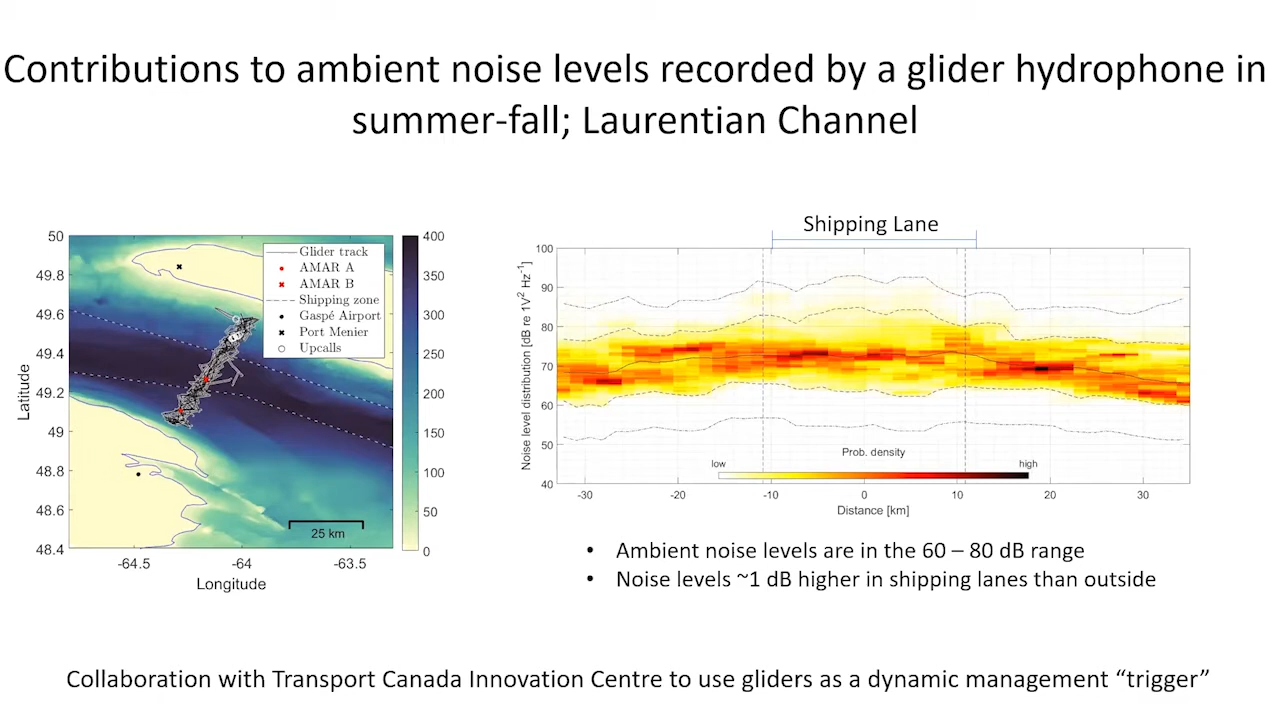 Contributions to ambient noise levels recorded by a glider hydrophone in
summer-fall; Laurentian Channel
50
49.8
49.6
49.4
49.2
49
48.8
48.6
48.4
Latitude
-64.5
-64
-63.5
Longitude
Glider track
AMAR A
AMAR B
Shipping zone
Gaspé Airport
Port Menier
Upcalls
25 km
400
350
300
250
200
150
100
50
0
Shipping Lane
Noise level distribution [dB re 1V² Hz⁻¹]
100
90
80
70
60
50
40
Prob. density
low
high
-30
-20
-10
0
10
20
30
Distance [km]
• Ambient noise levels are in the 60 – 80 dB range
• Noise levels ~1 dB higher in shipping lanes than outside
Collaboration with Transport Canada Innovation Centre to use gliders as a dynamic management “trigger”